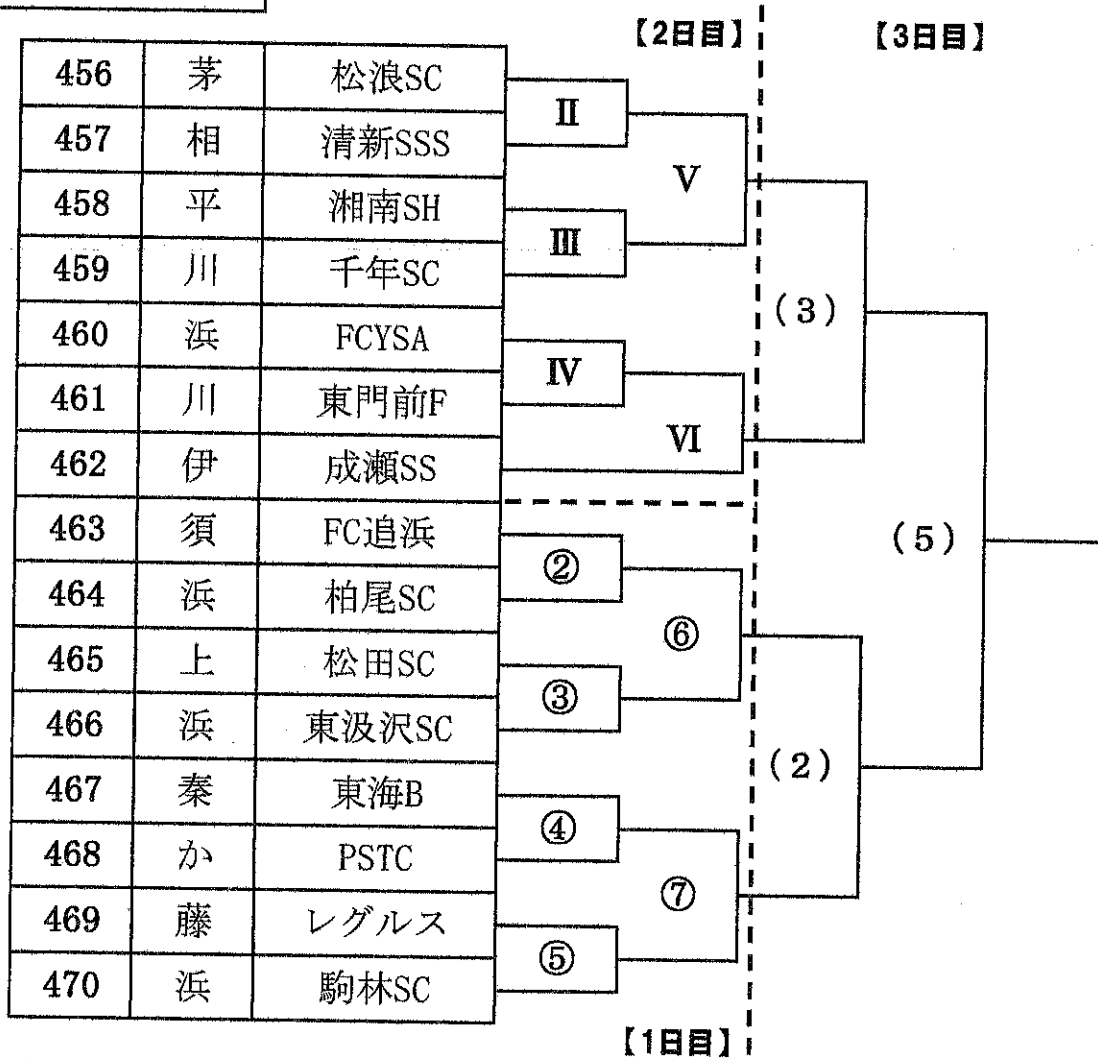 【2日目】 【3日目】
456 茅 松浪SC
Ⅱ
457 相 清新SSS
Ⅴ
458 平 湘南SH
Ⅲ
459 川 千年SC
(3)
460 浜 FCYSA
Ⅳ
461 川 東門前F
Ⅵ
462 伊 成瀬SS
463 須 FC追浜
(5)
②
464 浜 柏尾SC
⑥
465 上 松田SC
③
466 浜 東汲沢SC
(2)
467 秦 東海B
④
468 か PSTC
⑦
469 藤 レグルス
⑤
470 浜 駒林SC
【1日目】